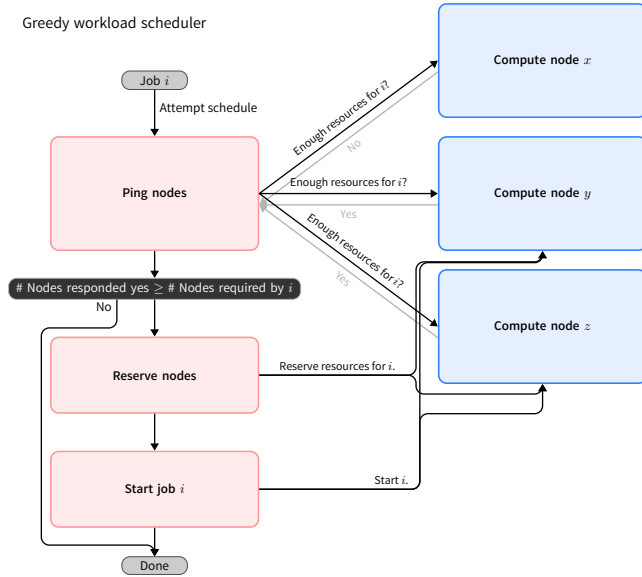 Greedy workload scheduler
Compute node x
Job i
Attempt schedule
Enough resources for i?
No
Ping nodes
Enough resources for i?
Yes
Compute node y
Enough resources for i?
Yes
# Nodes responded yes ≥ # Nodes required by i
No
Compute node z
Reserve nodes
Reserve resources for i.
Start job i
Start i.
Done